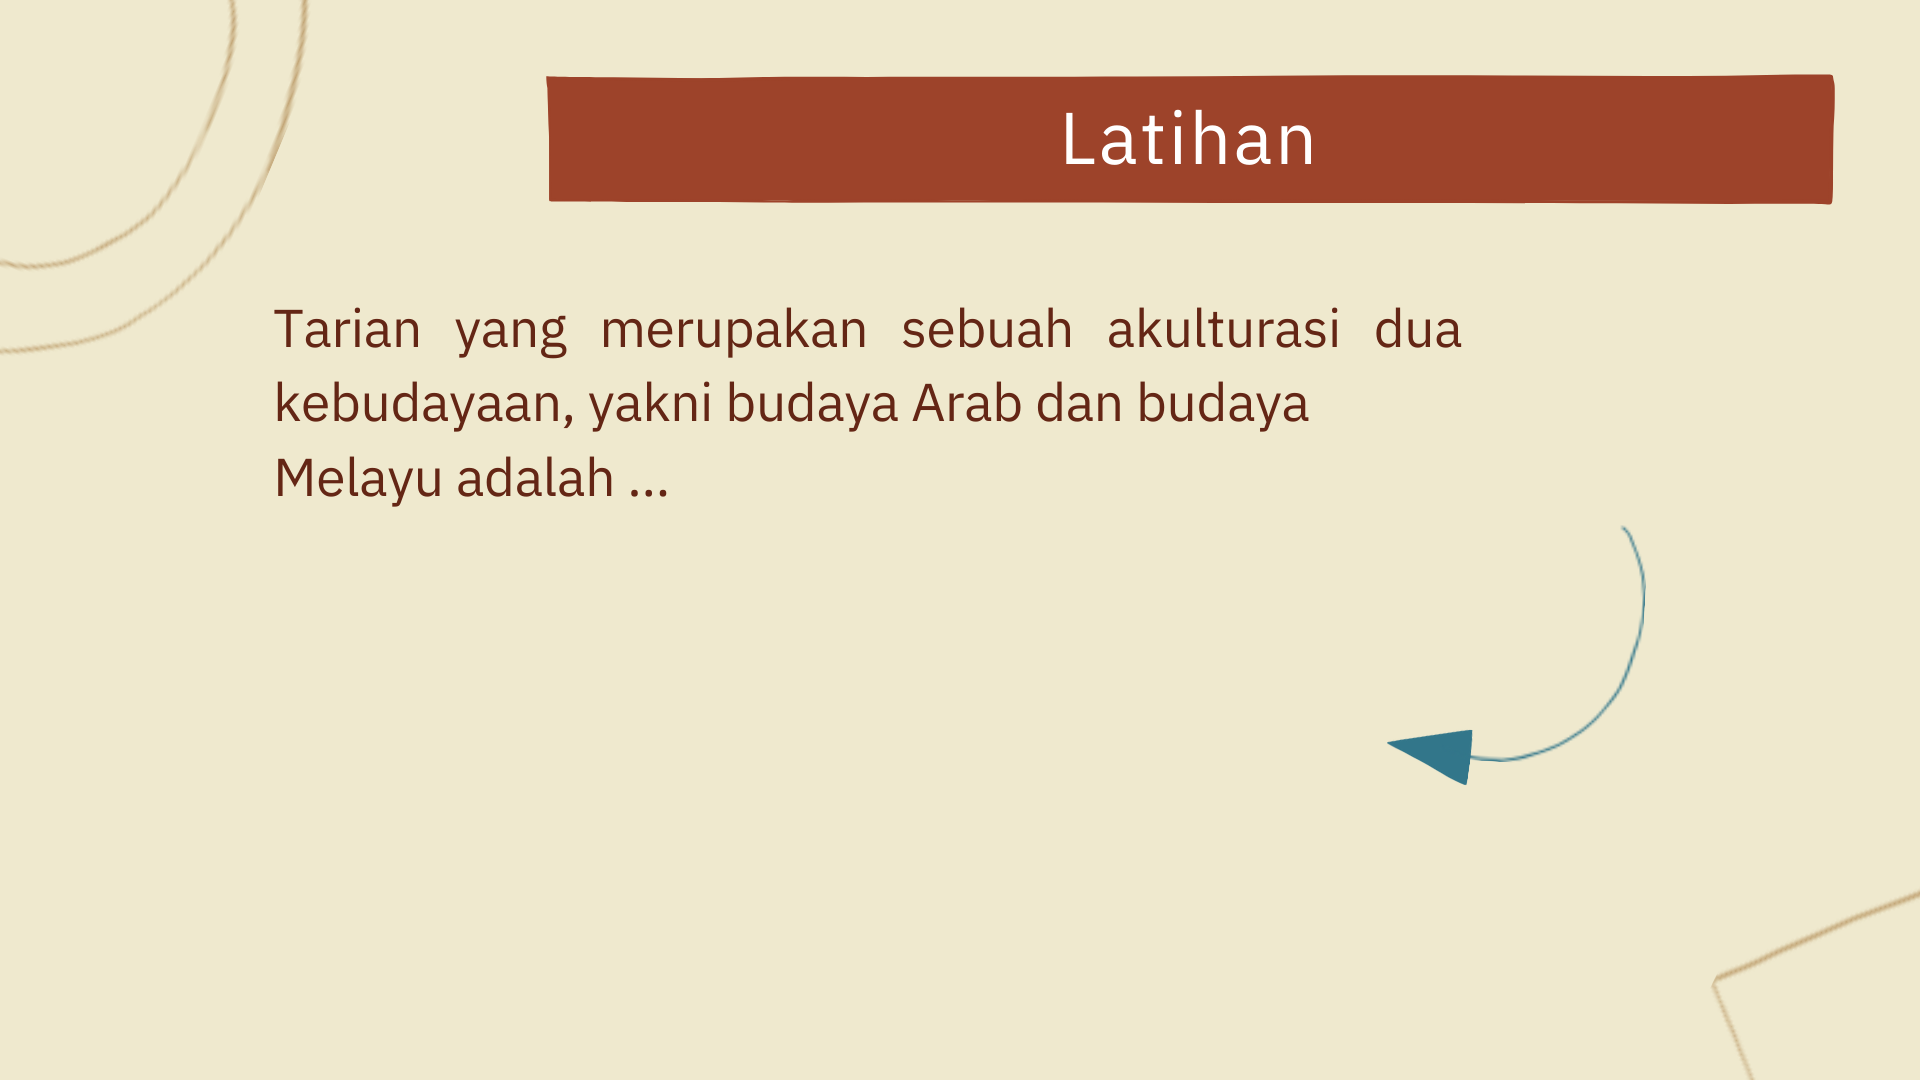 Latihan
Tarian yang merupakan sebuah akulturasi dua
kebudayaan, yakni budaya Arab dan budaya
Melayu adalah ...